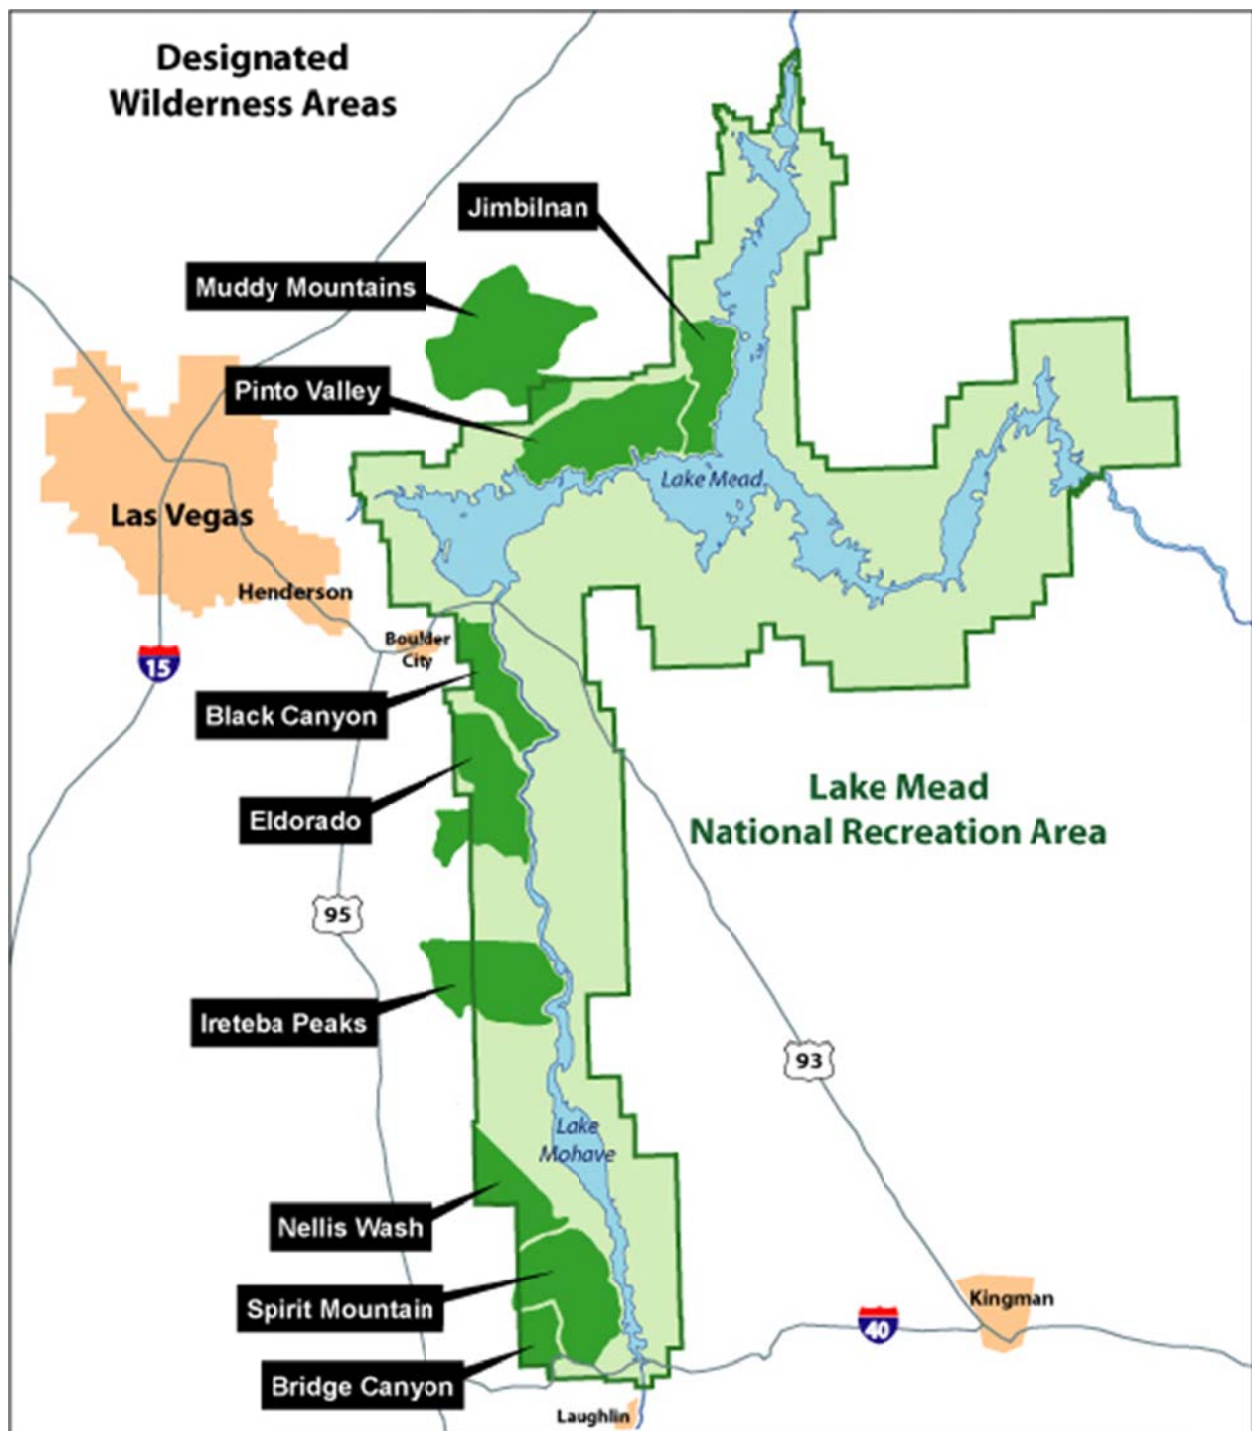 Designated
Wilderness Areas
Jimbilnan
Muddy Mountains
Pinto Valley
Lake Mead
Las Vegas
Henderson
Boulder
City
15
Black Canyon
Eldorado
Lake Mead
National Recreation Area
95
Ireteba Peaks
93
Lake
Mohave
Nellis Wash
Spirit Mountain
Kingman
40
Bridge Canyon
Laughlin